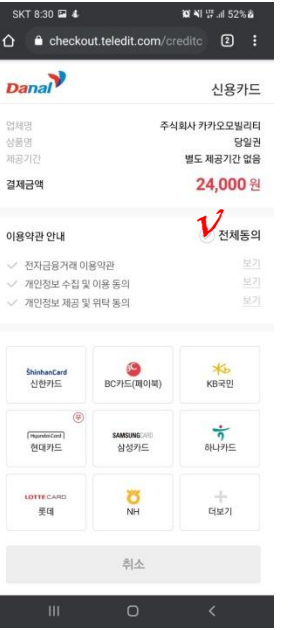 SKT 8:30 52%
checkout.teledit.com/creditc 2
Danal 신용카드
업체명 주식회사 카카오모빌리티
상품명 당일권
제공기간 별도 제공기간 없음
결제금액 24,000 원
이용약관 안내 전체동의
전자금융거래 이용약관 보기
개인정보 수집 및 이용 동의 보기
개인정보 제공 및 위탁 동의 보기
ShinhanCard KB
신한카드 BC카드(페이북) KB국민
HyundaiCard 무 SAMSUNG CARD
현대카드 삼성카드 하나카드
LOTTE CARD
롯데 NH 더보기
취소